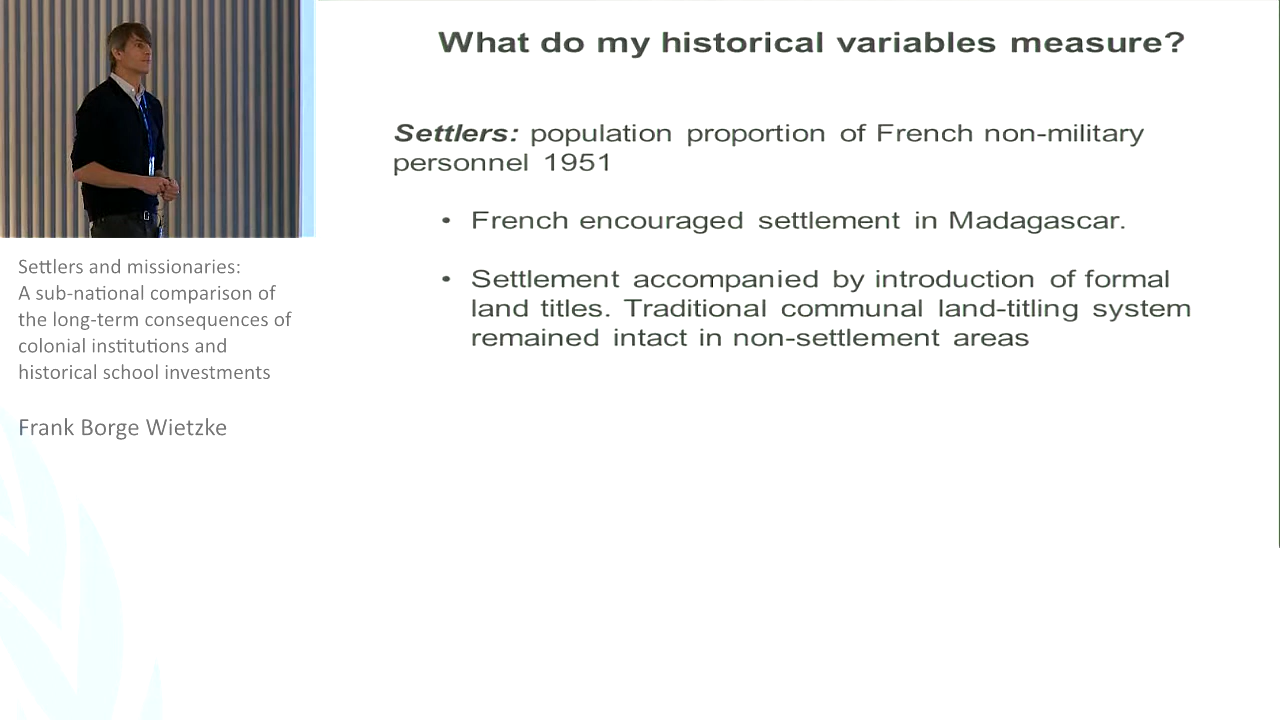 What do my historical variables measure?
Settlers: population proportion of French non-military
personnel 1951
• French encouraged settlement in Madagascar.
• Settlement accompanied by introduction of formal
land titles. Traditional communal land-titling system
remained intact in non-settlement areas
Settlers and missionaries:
A sub-national comparison of
the long-term consequences of
colonial institutions and
historical school investments
Frank Borge Wietzke